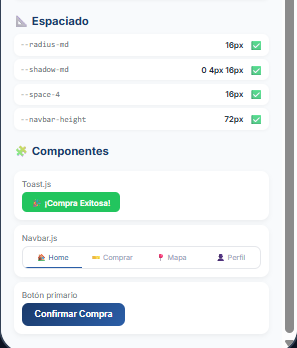 📐 Espaciado
--radius-md 16px ✅
--shadow-md 0 4px 16px ✅
--space-4 16px ✅
--navbar-height 72px ✅
🧩 Componentes
Toast.js
¡Compra Exitosa!
Navbar.js
Home Comprar Mapa Perfil
Botón primario
Confirmar Compra